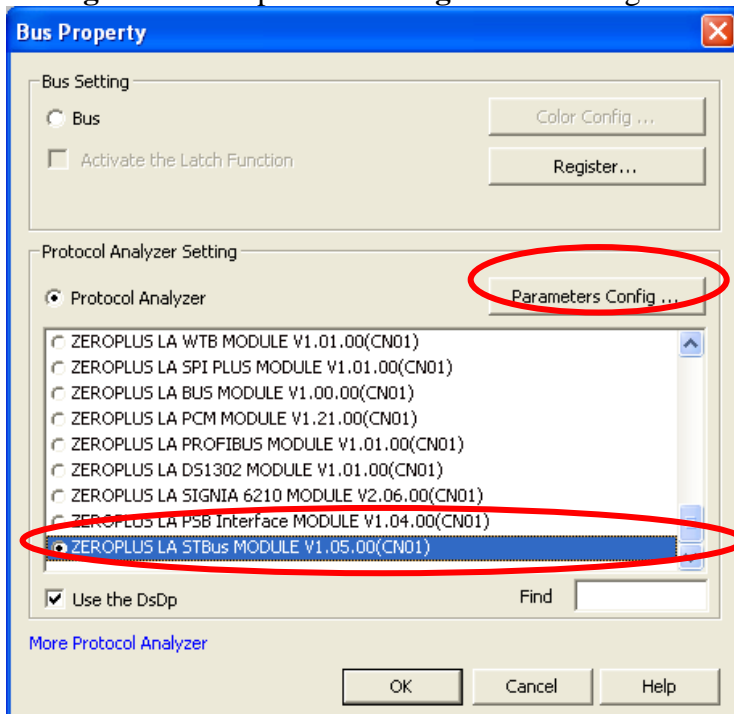 Bus Property
Bus Setting
Bus
Color Config ...
Activate the Latch Function
Register...
Protocol Analyzer Setting
Protocol Analyzer
Parameters Config ...
ZEROPLUS LA WTB MODULE V1.01.00(CN01)
ZEROPLUS LA SPI PLUS MODULE V1.01.00(CN01)
ZEROPLUS LA BUS MODULE V1.00.00(CN01)
ZEROPLUS LA PCM MODULE V1.21.00(CN01)
ZEROPLUS LA PROFIBUS MODULE V1.01.00(CN01)
ZEROPLUS LA DS1302 MODULE V1.01.00(CN01)
ZEROPLUS LA SIGNIA 6210 MODULE V2.06.00(CN01)
ZEROPLUS LA PSB Interface MODULE V1.04.00(CN01)
ZEROPLUS LA STBus MODULE V1.05.00(CN01)
Use the DsDp
Find
More Protocol Analyzer
OK
Cancel
Help